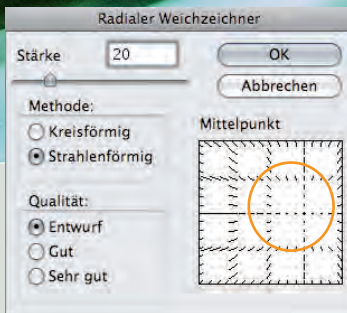 Radialer Weichzeichner
Stärke 20
OK
Abbrechen
Methode:
Kreisförmig
Strahlenförmig
Mittelpunkt
Qualität:
Entwurf
Gut
Sehr gut